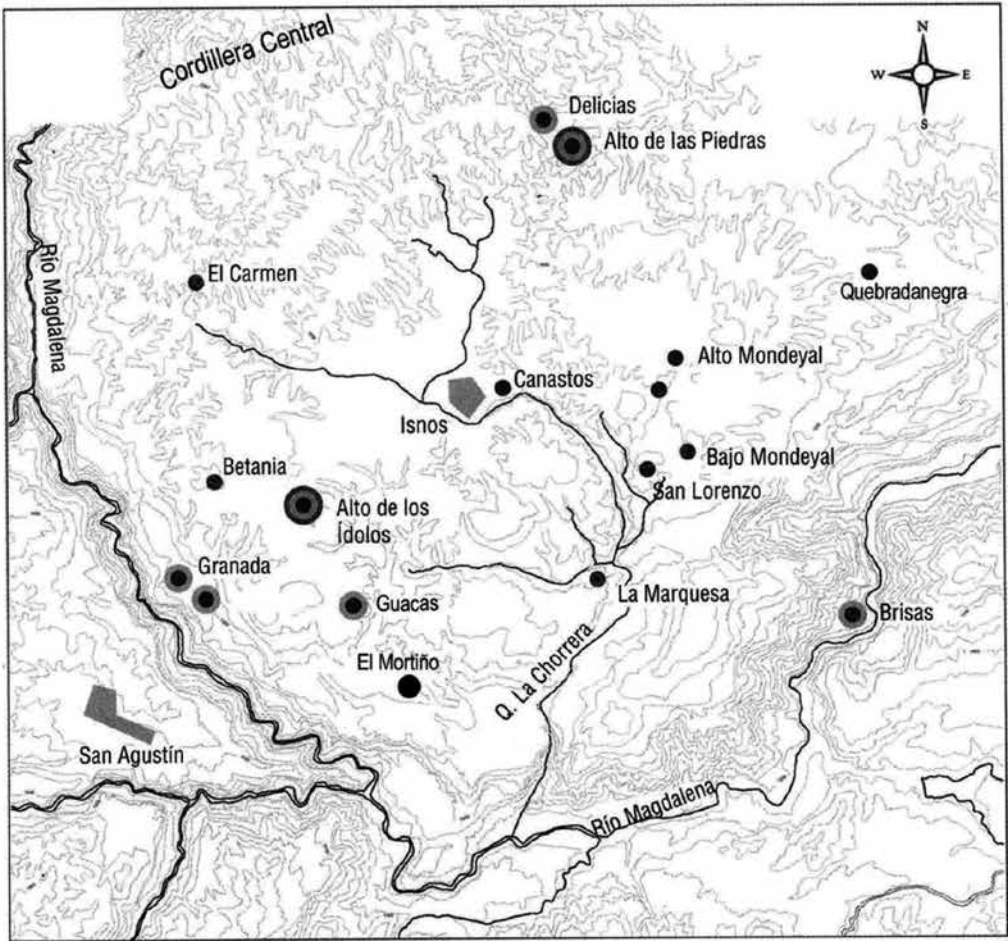 Cordillera Central
N
W
E
S
Delicias
Alto de las Piedras
Río Magdalena
El Carmen
Quebradanegra
Alto Mondeyal
Canastos
Isnos
Bajo Mondeyal
San Lorenzo
Betania
Alto de los
Ídolos
Granada
Guacas
La Marquesa
Brisas
El Mortiño
Q. La Chorrera
San Agustín
Río Magdalena